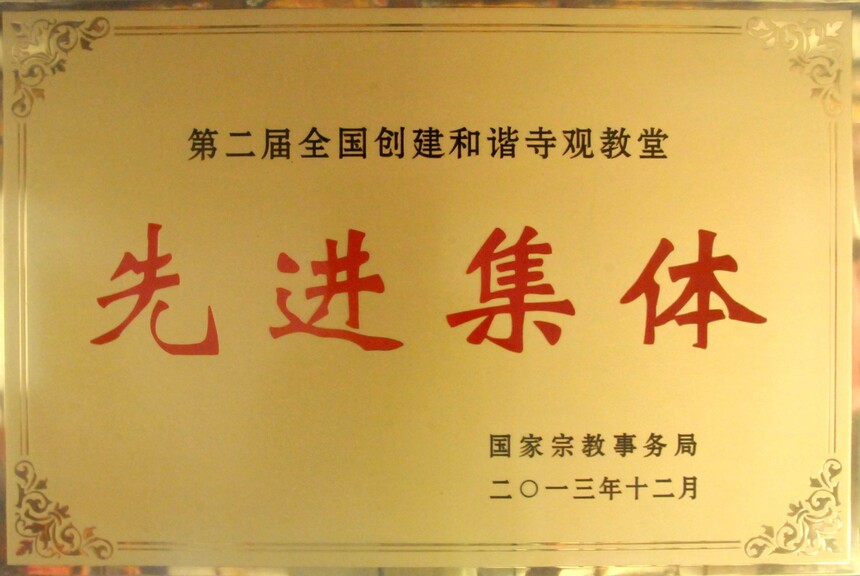 第二届全国创建和谐寺观教堂
先进集体
国家宗教事务局
二〇一三年十二月